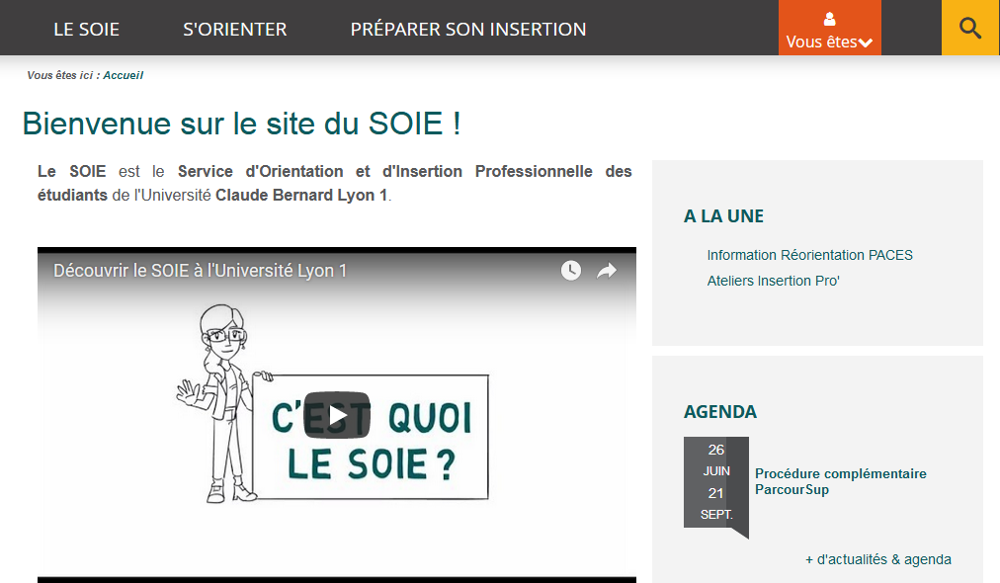 LE SOIE
S'ORIENTER
PRÉPARER SON INSERTION
Vous êtes
Vous êtes ici : Accueil
Bienvenue sur le site du SOIE !
Le SOIE est le Service d'Orientation et d'Insertion Professionnelle des
étudiants de l'Université Claude Bernard Lyon 1.
Découvrir le SOIE à l'Université Lyon 1
C'EST QUOI
LE SOIE ?
A LA UNE
Information Réorientation PACES
Ateliers Insertion Pro'
AGENDA
26
JUIN
21
SEPT.
Procédure complémentaire
ParcourSup
+ d'actualités & agenda